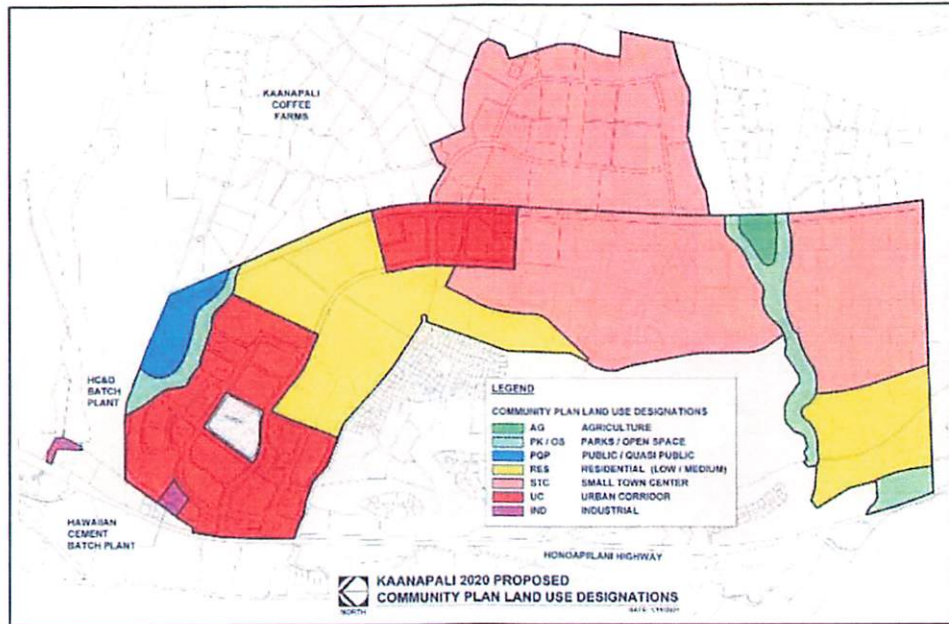 KAANAPALI
COFFEE
FARMS
HC&D
BATCH
PLANT
HAWAIIAN
CEMENT
BATCH PLANT
LEGEND
COMMUNITY PLAN LAND USE DESIGNATIONS
AG AGRICULTURE
PK / OS PARKS / OPEN SPACE
PQP PUBLIC / QUASI PUBLIC
RES RESIDENTIAL (LOW / MEDIUM)
STC SMALL TOWN CENTER
UC URBAN CORRIDOR
IND INDUSTRIAL
HONOAPIILANI HIGHWAY
KAANAPALI 2020 PROPOSED
COMMUNITY PLAN LAND USE DESIGNATIONS
NORTH